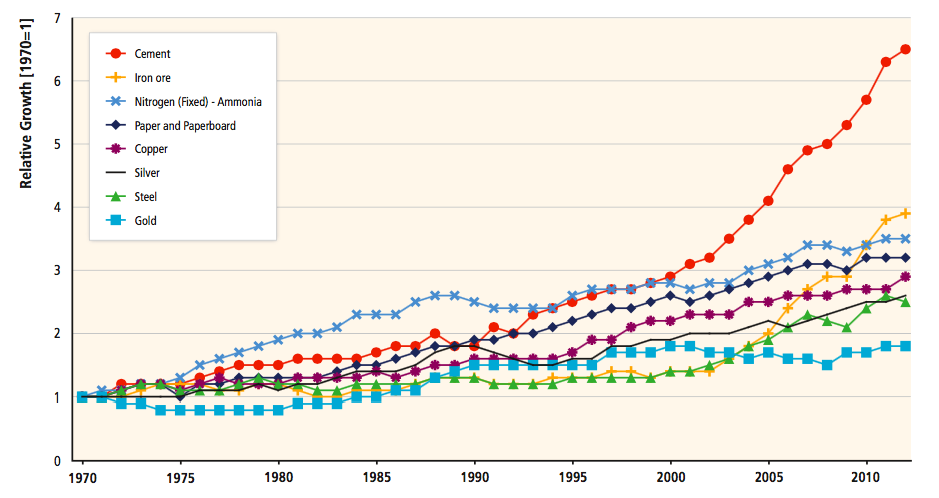 Relative Growth [1970=1]
7
6
5
4
3
2
1
0
Cement
Iron ore
Nitrogen (Fixed) - Ammonia
Paper and Paperboard
Copper
Silver
Steel
Gold
1970 1975 1980 1985 1990 1995 2000 2005 2010